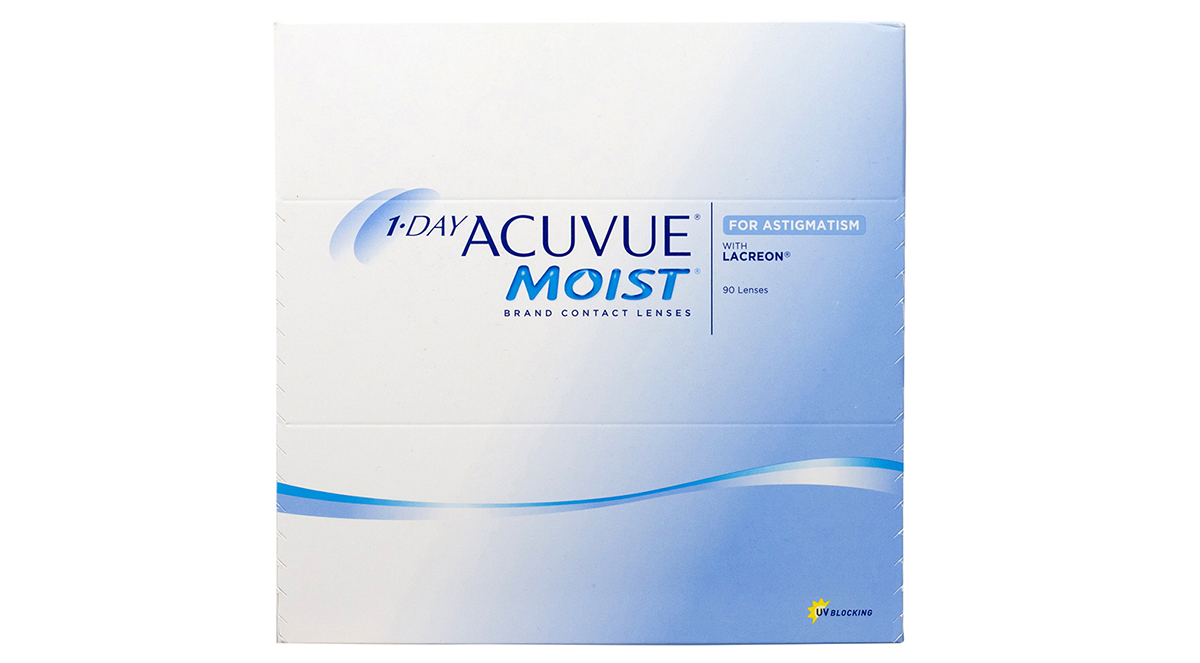 1·DAY ACUVUE®
MOIST®
BRAND CONTACT LENSES
FOR ASTIGMATISM
WITH
LACREON®
90 Lenses
UV BLOCKING